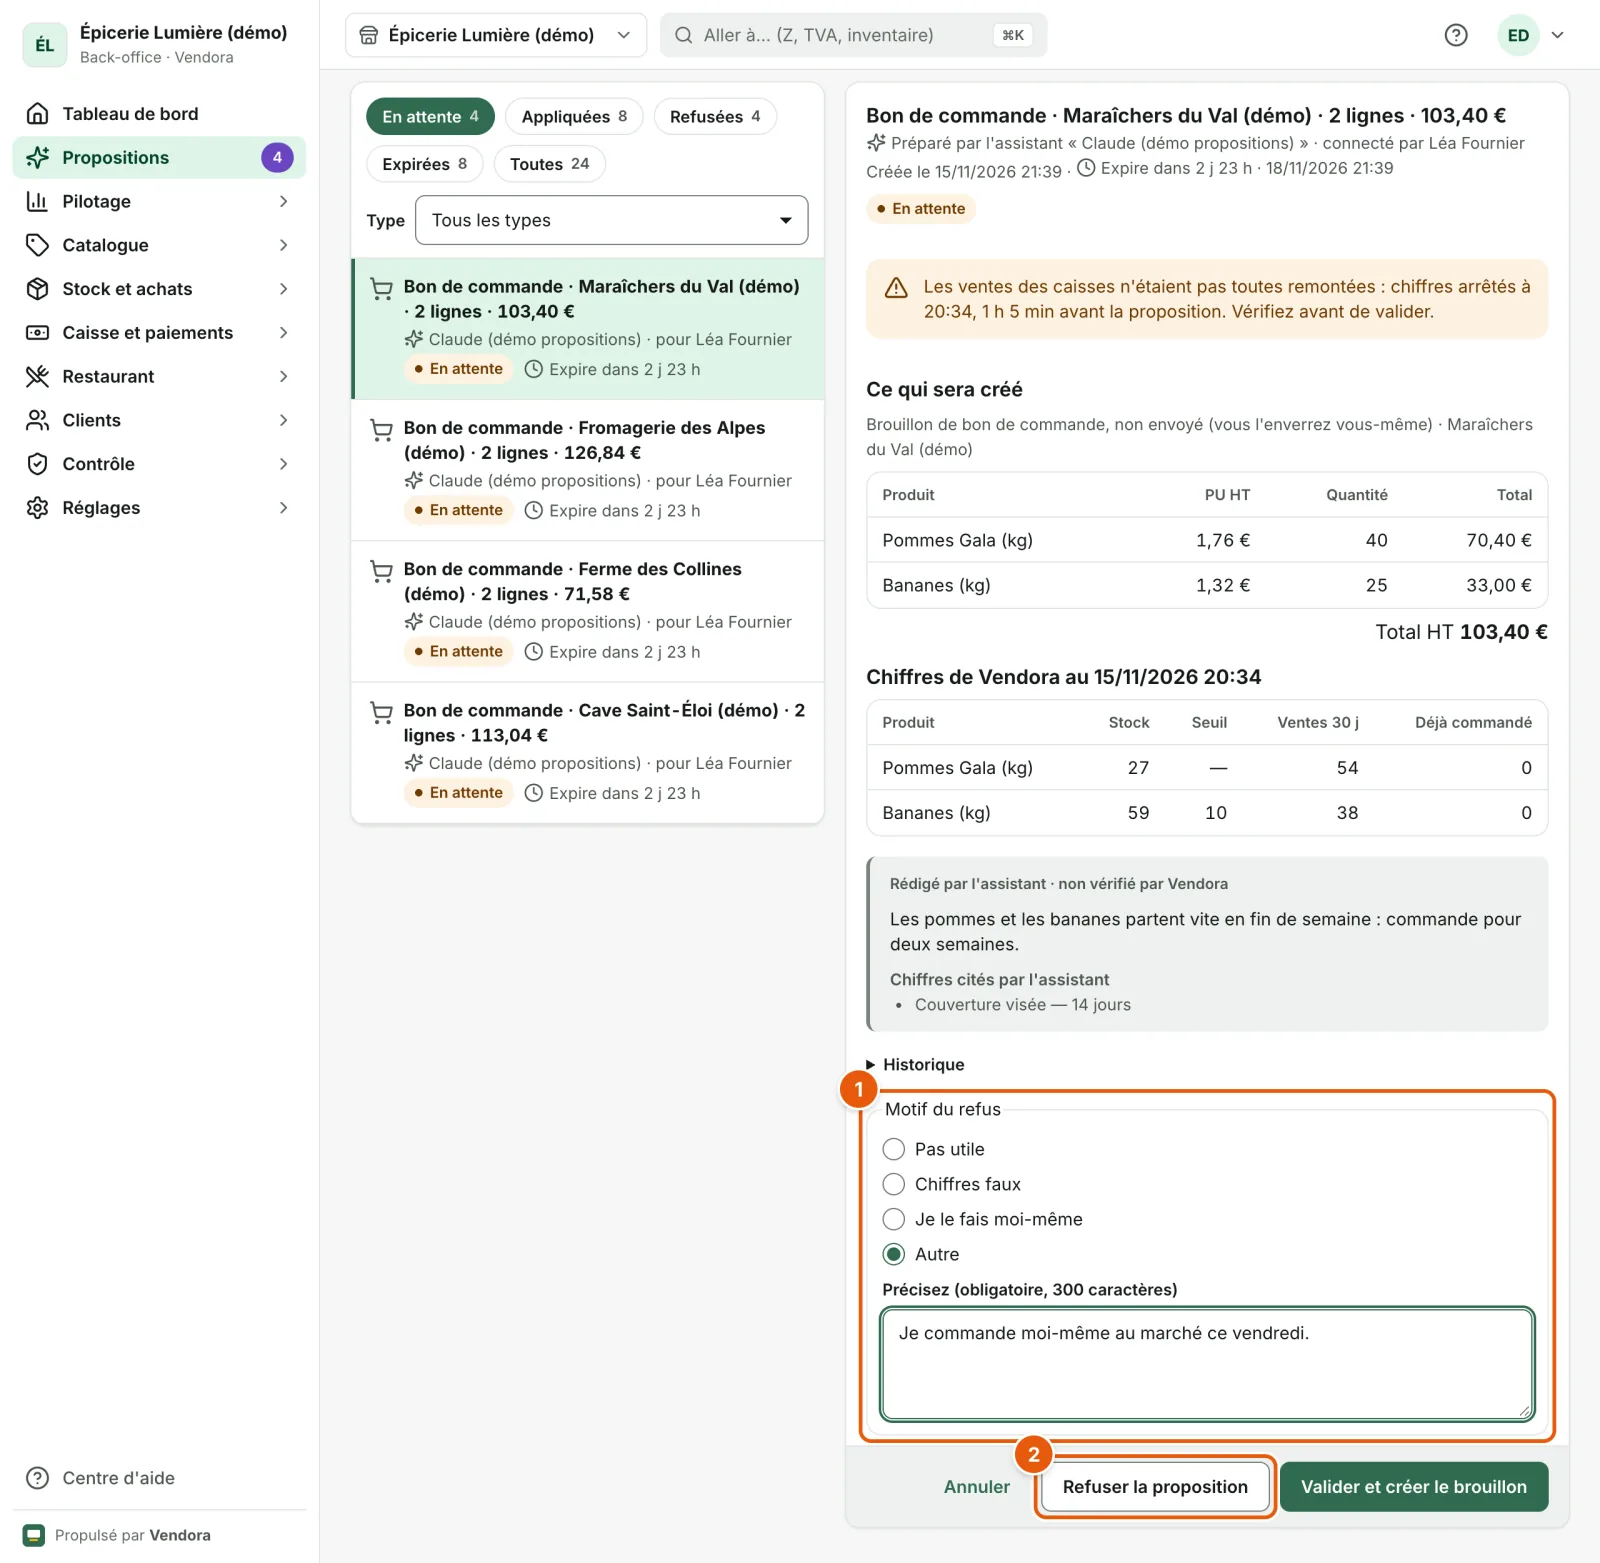 ÉL
Épicerie Lumière (démo)
Back-office · Vendora
Tableau de bord
Propositions 4
Pilotage
Catalogue
Stock et achats
Caisse et paiements
Restaurant
Clients
Contrôle
Réglages
Centre d'aide
Propulsé par Vendora
Épicerie Lumière (démo)
Aller à... (Z, TVA, inventaire) ⌘K
ED
En attente 4
Appliquées 8
Refusées 4
Expirées 8
Toutes 24
Type Tous les types
Bon de commande · Maraîchers du Val (démo)
· 2 lignes · 103,40 €
Claude (démo propositions) · pour Léa Fournier
En attente Expire dans 2 j 23 h
Bon de commande · Fromagerie des Alpes
(démo) · 2 lignes · 126,84 €
Claude (démo propositions) · pour Léa Fournier
En attente Expire dans 2 j 23 h
Bon de commande · Ferme des Collines
(démo) · 2 lignes · 71,58 €
Claude (démo propositions) · pour Léa Fournier
En attente Expire dans 2 j 23 h
Bon de commande · Cave Saint-Éloi (démo) · 2
lignes · 113,04 €
Claude (démo propositions) · pour Léa Fournier
En attente Expire dans 2 j 23 h
Bon de commande · Maraîchers du Val (démo) · 2 lignes · 103,40 €
Préparé par l'assistant « Claude (démo propositions) » · connecté par Léa Fournier
Créée le 15/11/2026 21:39 · Expire dans 2 j 23 h · 18/11/2026 21:39
En attente
Les ventes des caisses n'étaient pas toutes remontées : chiffres arrêtés à
20:34, 1 h 5 min avant la proposition. Vérifiez avant de valider.
Ce qui sera créé
Brouillon de bon de commande, non envoyé (vous l'enverrez vous-même) · Maraîchers
du Val (démo)
Produit PU HT Quantité Total
Pommes Gala (kg) 1,76 € 40 70,40 €
Bananes (kg) 1,32 € 25 33,00 €
Total HT 103,40 €
Chiffres de Vendora au 15/11/2026 20:34
Produit Stock Seuil Ventes 30 j Déjà commandé
Pommes Gala (kg) 27 — 54 0
Bananes (kg) 59 10 38 0
Rédigé par l'assistant · non vérifié par Vendora
Les pommes et les bananes partent vite en fin de semaine : commande pour
deux semaines.
Chiffres cités par l'assistant
• Couverture visée — 14 jours
Historique
1
Motif du refus
Pas utile
Chiffres faux
Je le fais moi-même
Autre
Précisez (obligatoire, 300 caractères)
Je commande moi-même au marché ce vendredi.
2
Annuler
Refuser la proposition
Valider et créer le brouillon